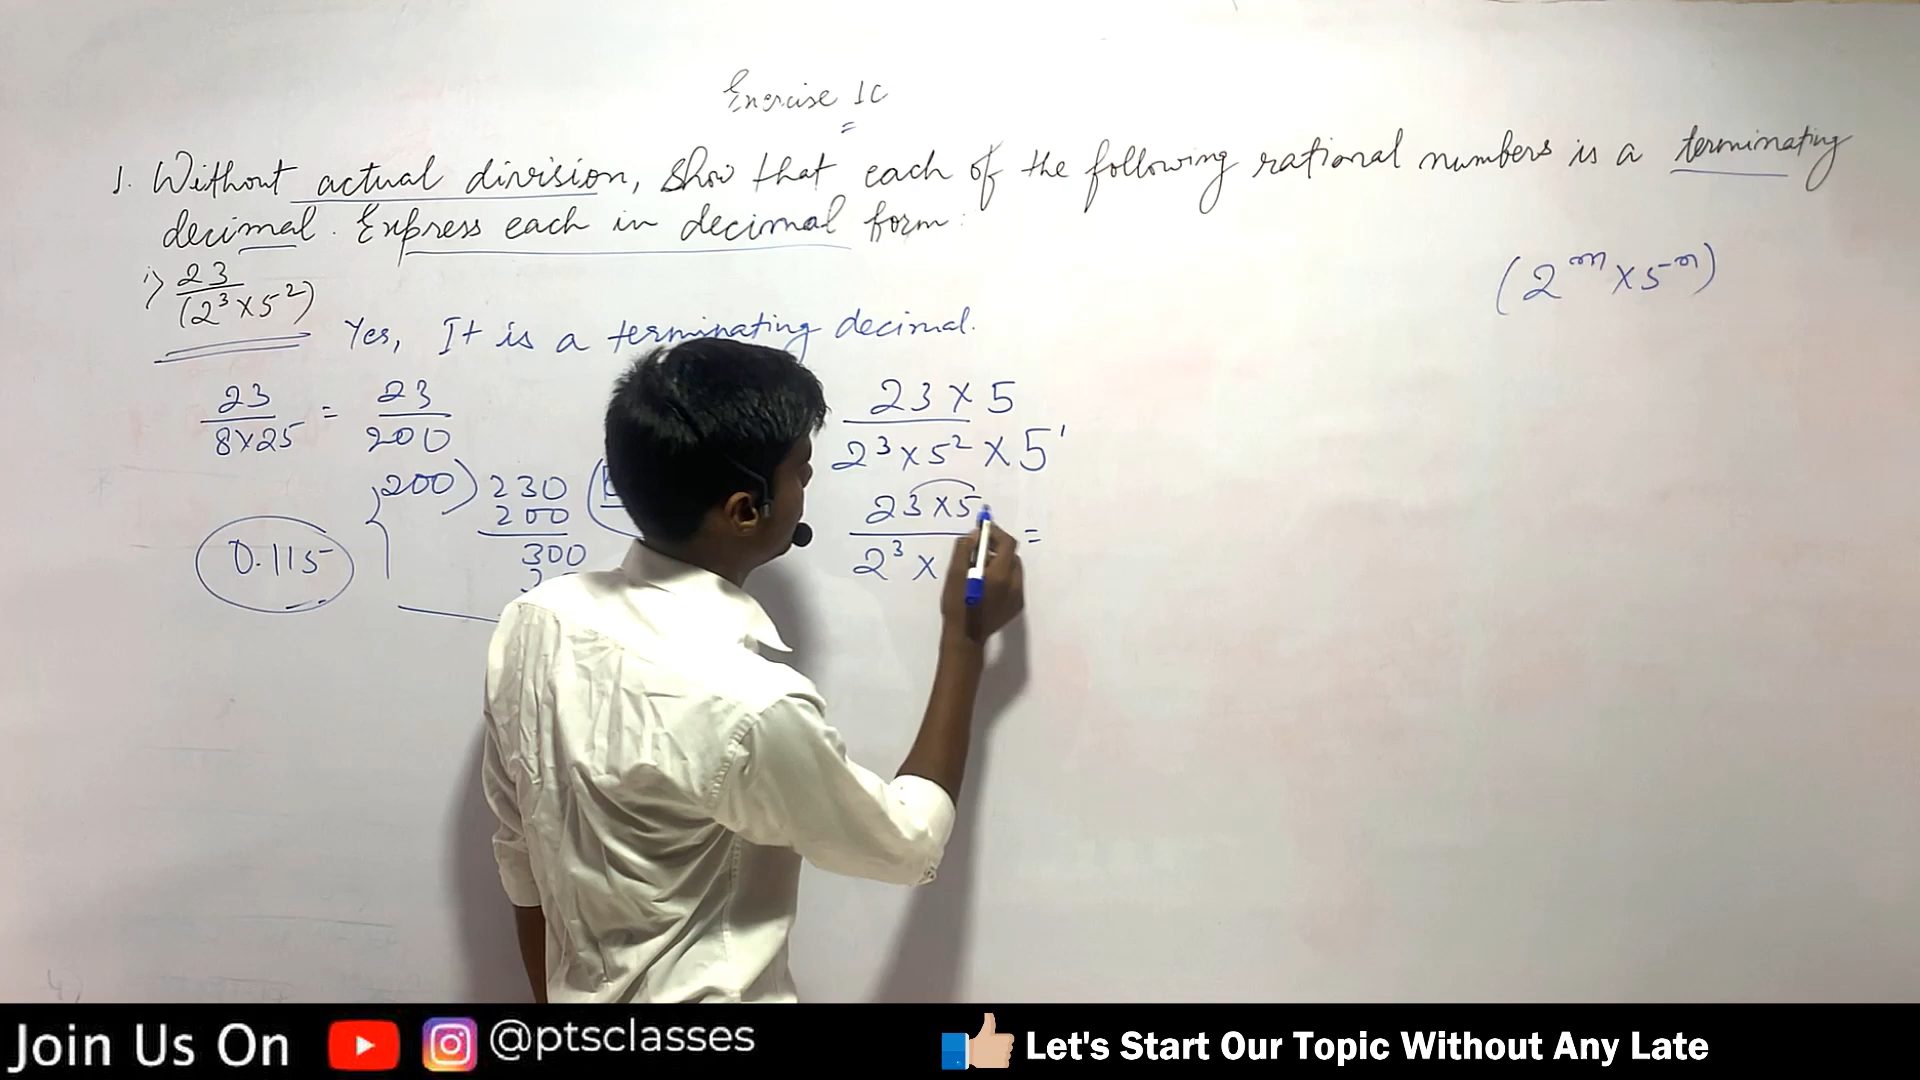 Exercise 1C
1. Without actual division, Show that each of the following rational numbers is a terminating
decimal. Express each in decimal form:
i) 23/(2³×5²)
(2ᵐ×5ⁿ)
Yes, It is a terminating decimal.
23/8×25 = 23/200
200) 230 (
200
300
0.115
23×5
2³×5²×5¹
23×5 =
2³×
Join Us On @ptsclasses
Let's Start Our Topic Without Any Late